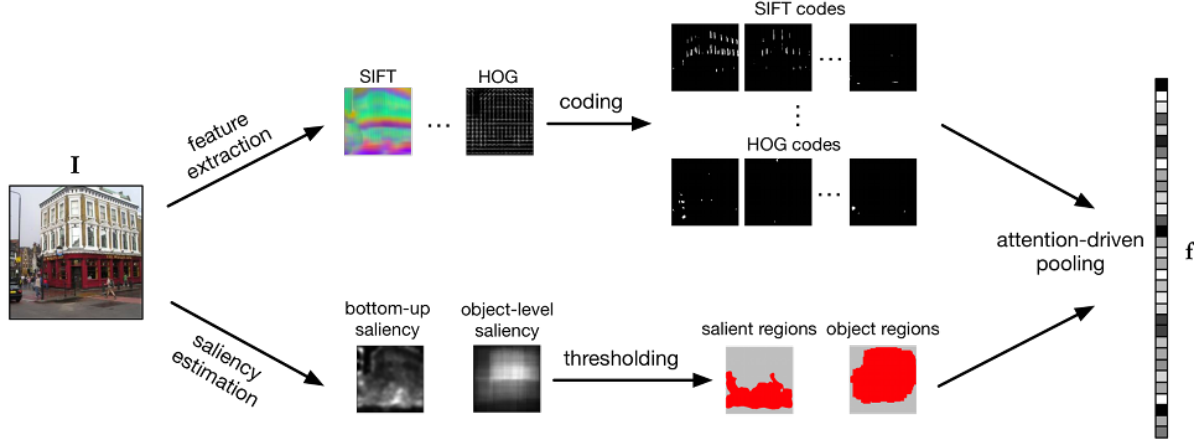 I
feature
extraction
SIFT
...
HOG
coding
SIFT codes
...
⋮
HOG codes
...
saliency
estimation
bottom-up
saliency
object-level
saliency
thresholding
salient regions
object regions
attention-driven
pooling
f